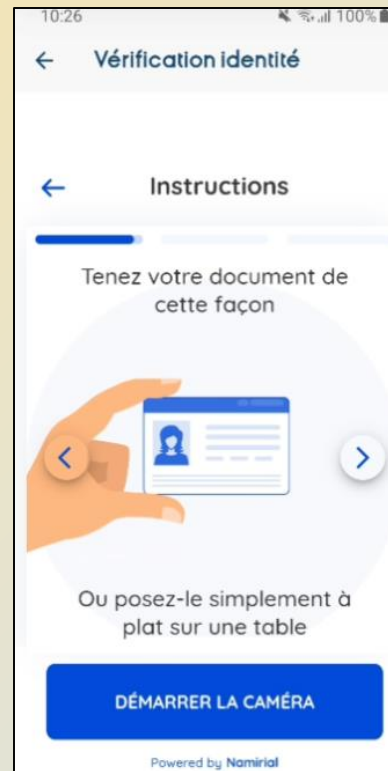 10:26
100%
Vérification identité
Instructions
Tenez votre document de
cette façon
Ou posez-le simplement à
plat sur une table
DÉMARRER LA CAMÉRA
Powered by Namirial